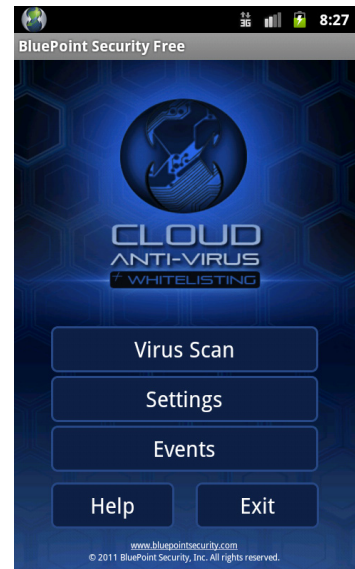 3G 8:27
BluePoint Security Free
CLOUD
ANTI-VIRUS
+ WHITELISTING
Virus Scan
Settings
Events
Help Exit
www.bluepointsecurity.com
© 2011 BluePoint Security, Inc. All rights reserved.